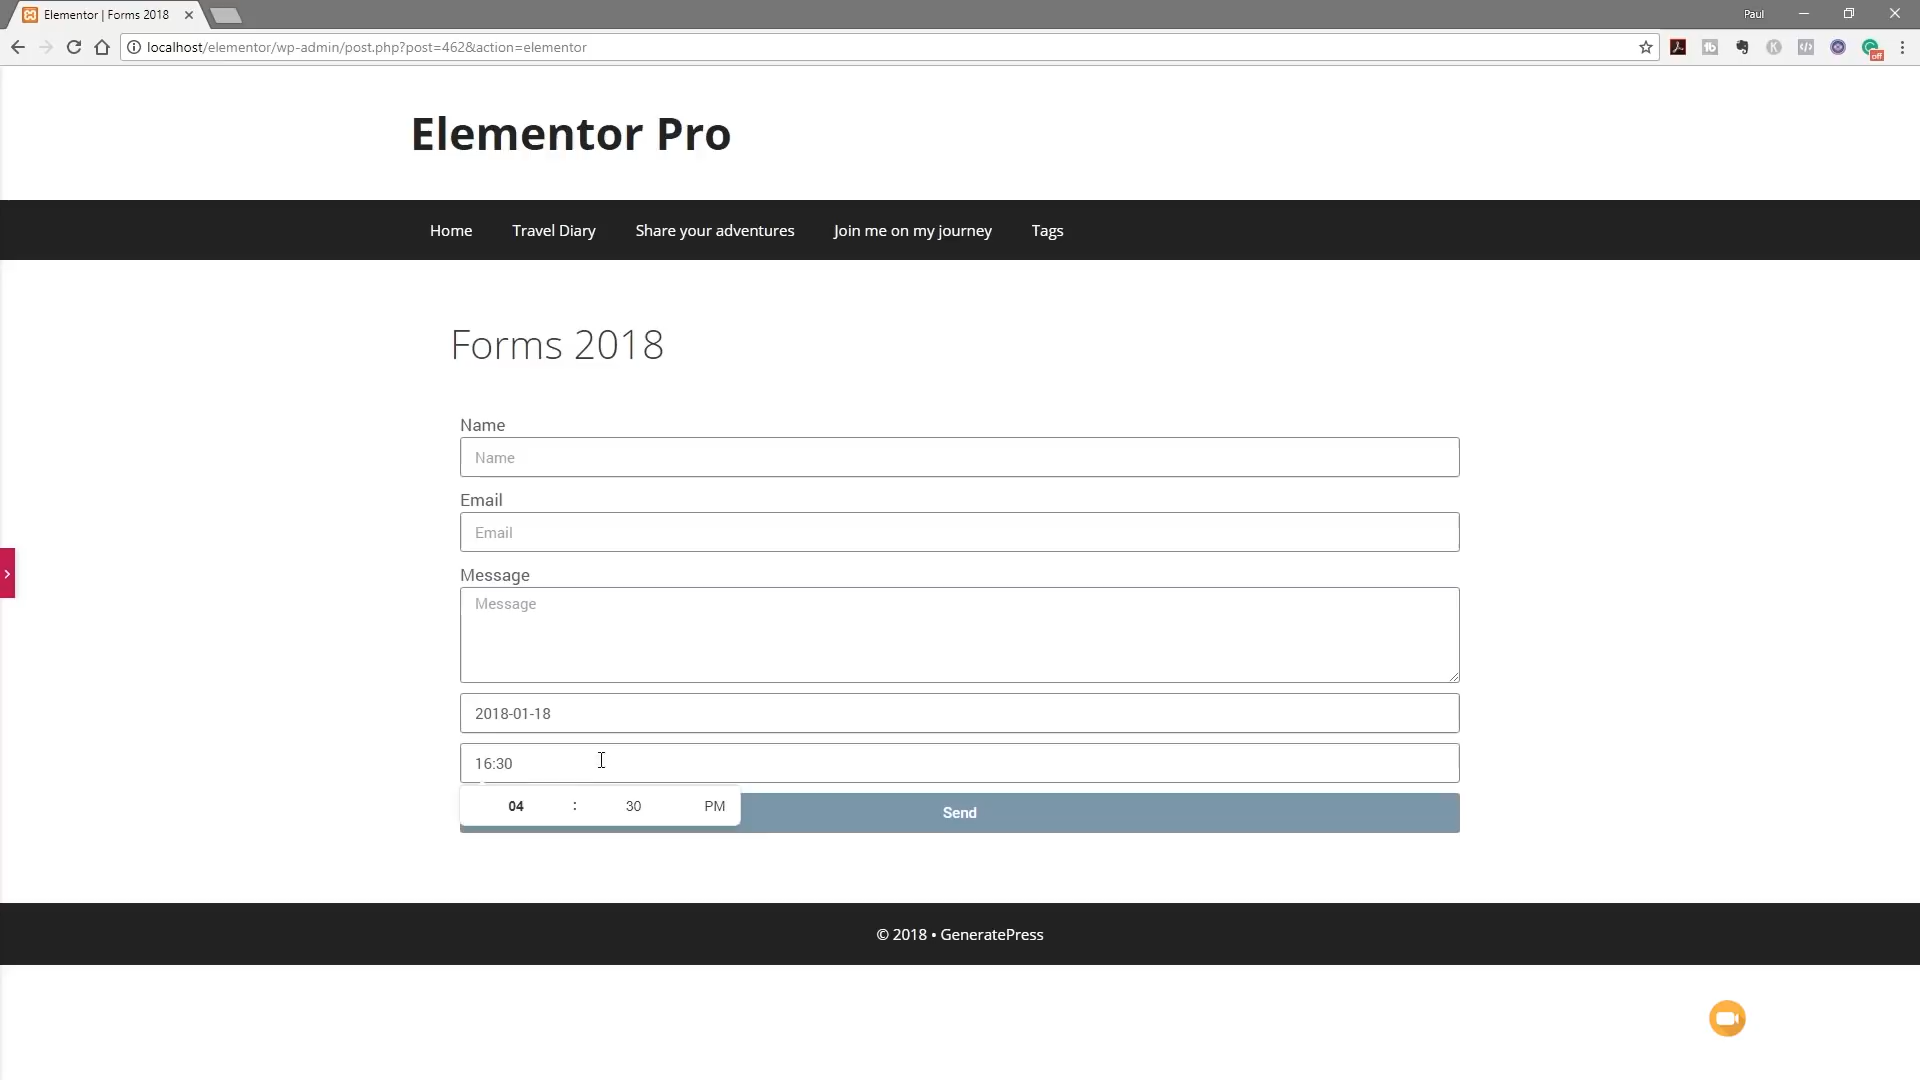 Elementor | Forms 2018
Paul
localhost/elementor/wp-admin/post.php?post=462&action=elementor
off
Elementor Pro
Home Travel Diary Share your adventures Join me on my journey Tags
Forms 2018
Name
Name
Email
Email
Message
Message
2018-01-18
16:30
04 : 30 PM
Send
© 2018 • GeneratePress